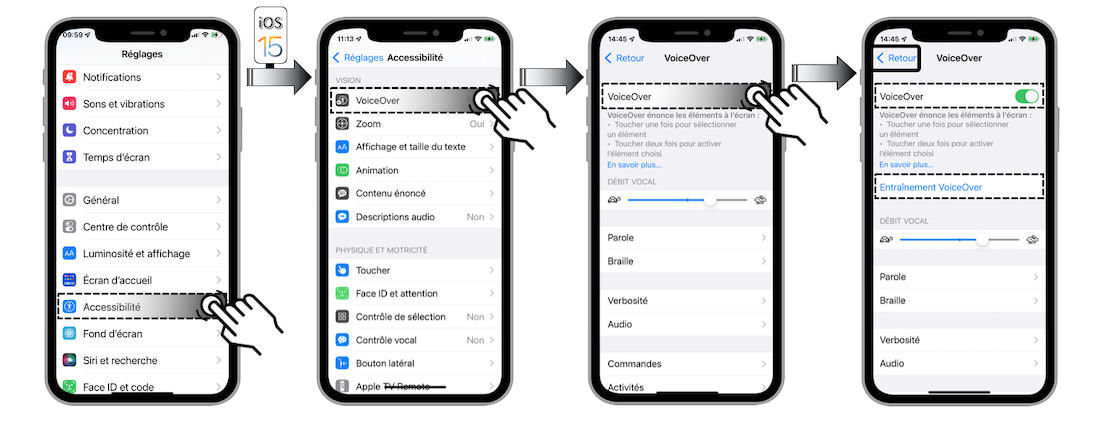 09:59
Réglages
Notifications
Sons et vibrations
Concentration
Temps d'écran
Général
Centre de contrôle
Luminosité et affichage
Écran d'accueil
Accessibilité
Fond d'écran
Siri et recherche
Face ID et code
iOS
15
11:13
Réglages Accessibilité
VISION
VoiceOver
Zoom Oui
Affichage et taille du texte
Animation
Contenu énoncé
Descriptions audio Non
PHYSIQUE ET MOTRICITÉ
Toucher
Face ID et attention
Contrôle de sélection Non
Contrôle vocal Non
Bouton latéral
Apple TV Remote
14:45
Retour VoiceOver
VoiceOver
VoiceOver énonce les éléments à l'écran :
• Toucher une fois pour sélectionner
un élément
• Toucher deux fois pour activer
l'élément choisi
En savoir plus...
DÉBIT VOCAL
Parole
Braille
Verbosité
Audio
Commandes
Activités
14:45
Retour VoiceOver
VoiceOver
VoiceOver énonce les éléments à l'écran :
• Toucher une fois pour sélectionner
un élément
• Toucher deux fois pour activer
l'élément choisi
En savoir plus...
Entraînement VoiceOver
DÉBIT VOCAL
Parole
Braille
Verbosité
Audio